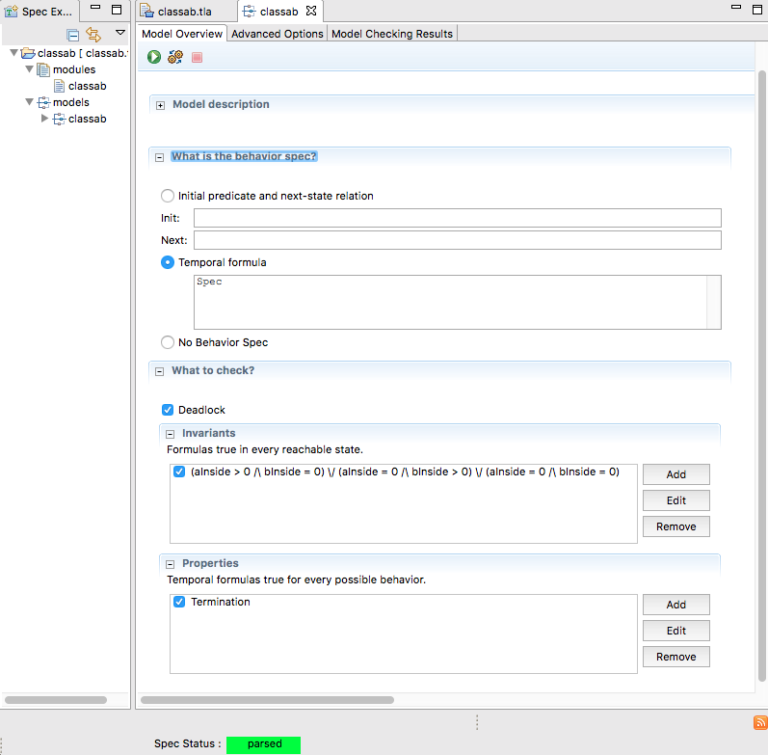 Spec Ex...
classab.tla
classab
Model Overview Advanced Options Model Checking Results
classab [ classab.
modules
classab
models
classab
Model description
What is the behavior spec?
Initial predicate and next-state relation
Init:
Next:
Temporal formula
Spec
No Behavior Spec
What to check?
Deadlock
Invariants
Formulas true in every reachable state.
(aInside > 0 /\ bInside = 0) \/ (aInside = 0 /\ bInside > 0) \/ (aInside = 0 /\ bInside = 0)
Add
Edit
Remove
Properties
Temporal formulas true for every possible behavior.
Termination
Add
Edit
Remove
Spec Status : parsed